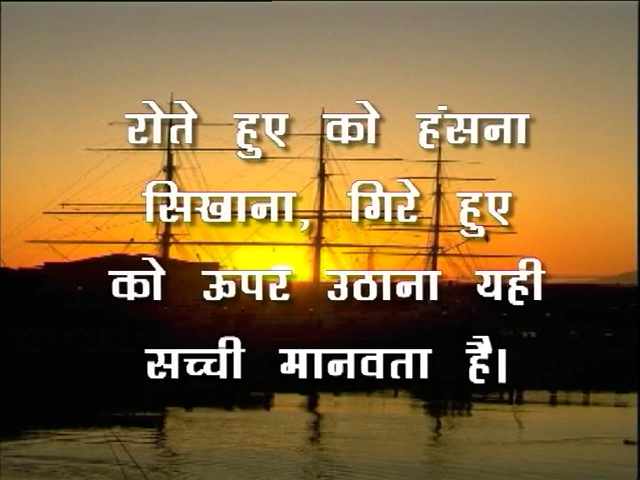 रोते हुए को हंसना
सिखाना, गिरे हुए
को ऊपर उठाना यही
सच्ची मानवता है।